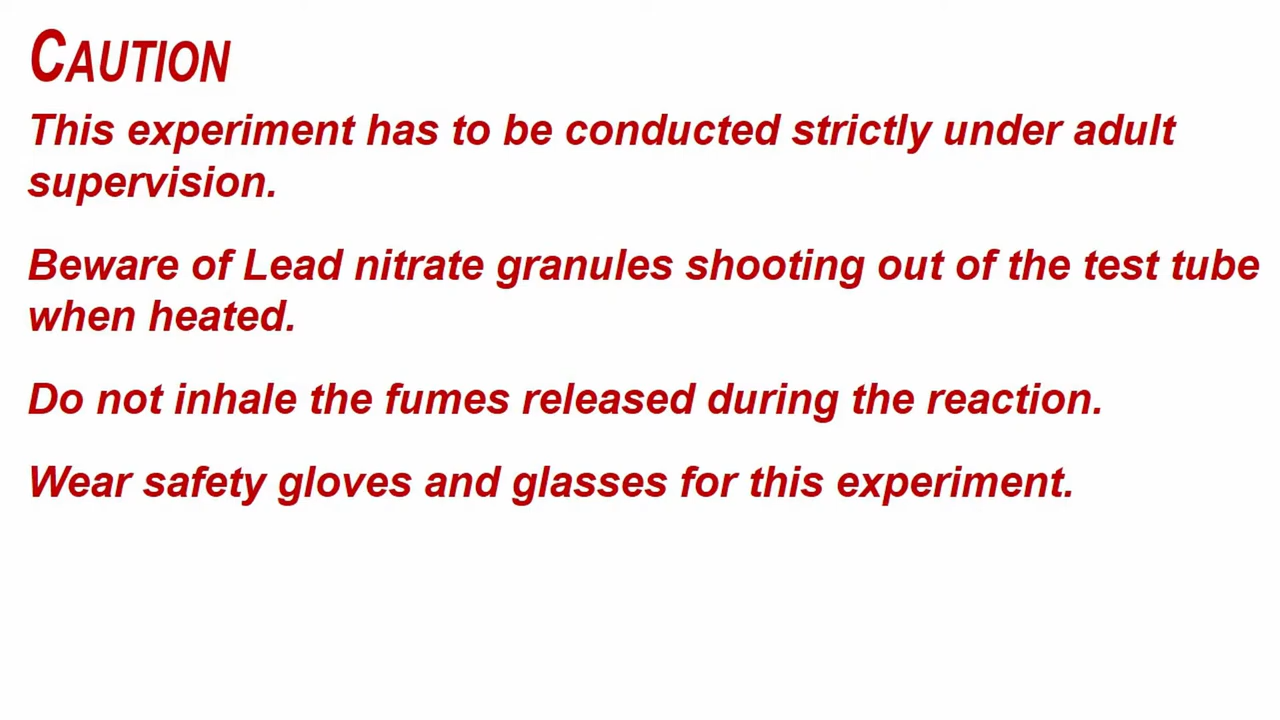 CAUTION
This experiment has to be conducted strictly under adult
supervision.
Beware of Lead nitrate granules shooting out of the test tube
when heated.
Do not inhale the fumes released during the reaction.
Wear safety gloves and glasses for this experiment.